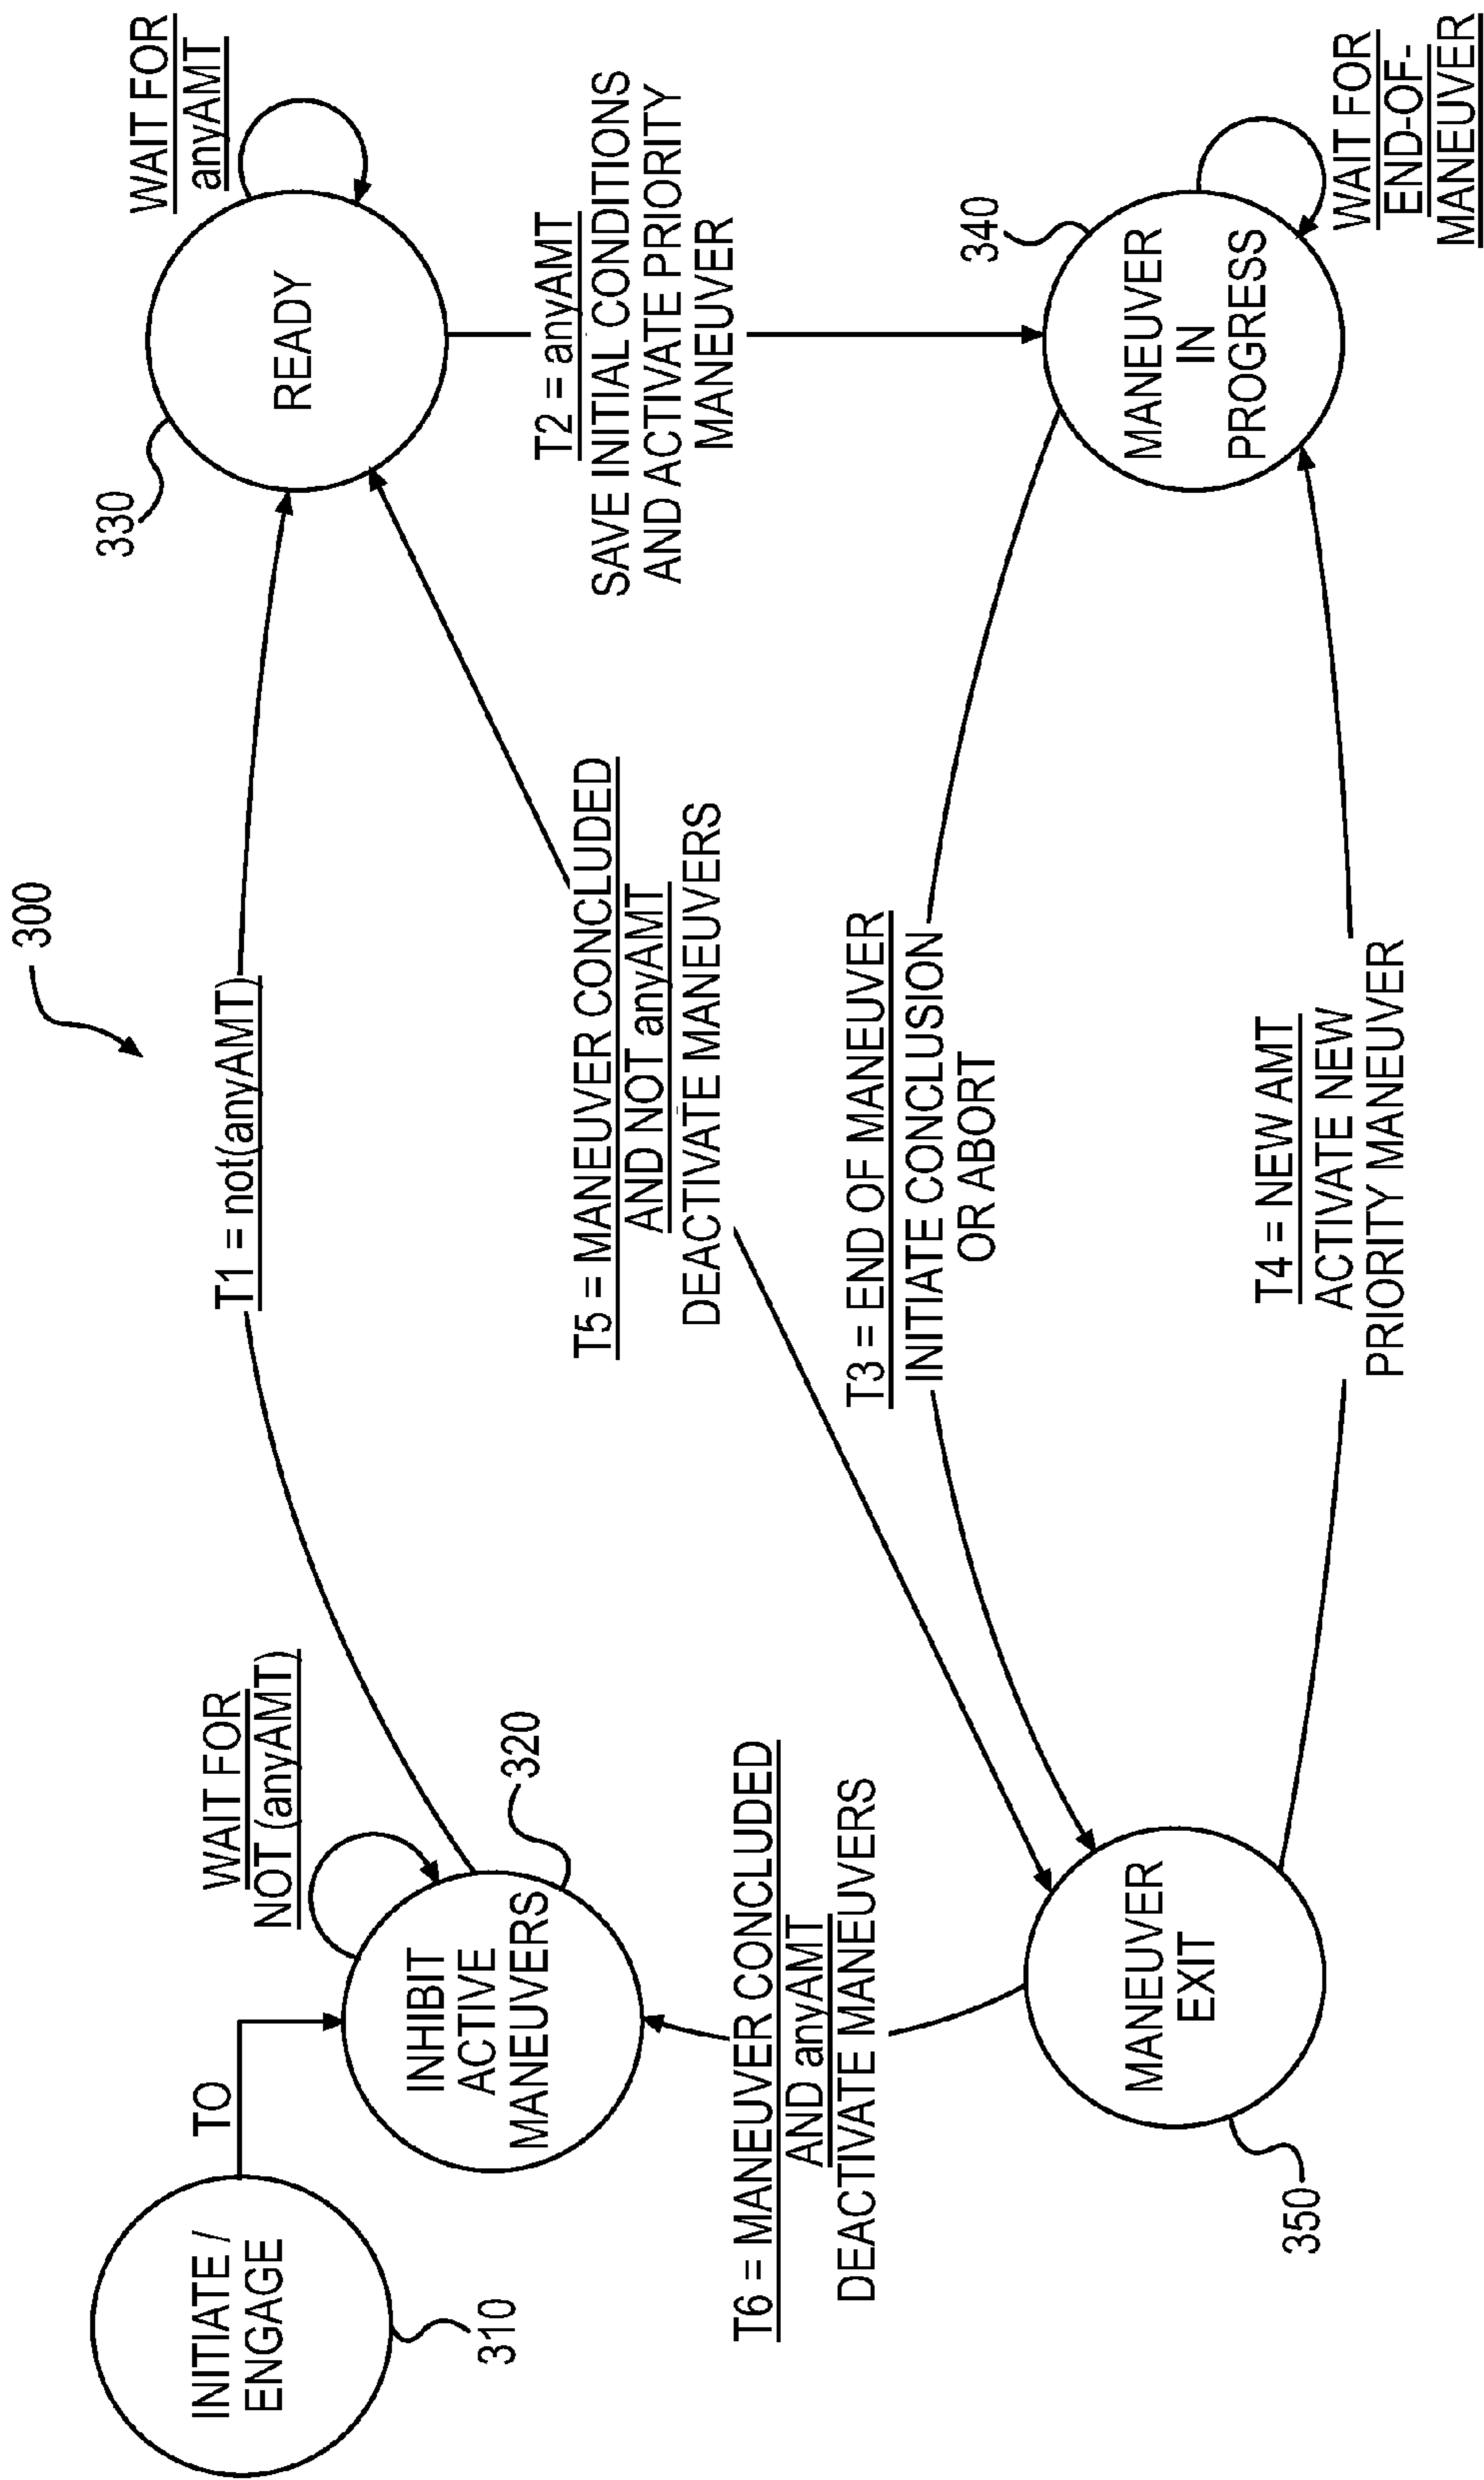 300
INITIATE /
ENGAGE
310
TO
INHIBIT
ACTIVE
MANEUVERS
320
WAIT FOR
NOT (anyAMT)
T1 = not(anyAMT)
READY
330
WAIT FOR
anyAMT
T2 = anyAMT
SAVE INITIAL CONDITIONS
AND ACTIVATE PRIORITY
MANEUVER
T5 = MANEUVER CONCLUDED
AND NOT anyAMT
DEACTIVATE MANEUVERS
T6 = MANEUVER CONCLUDED
AND anyAMT
DEACTIVATE MANEUVERS
T3 = END OF MANEUVER
INITIATE CONCLUSION
OR ABORT
MANEUVER
EXIT
350
T4 = NEW AMT
ACTIVATE NEW
PRIORITY MANEUVER
MANEUVER
IN
PROGRESS
340
WAIT FOR
END-OF-
MANEUVER